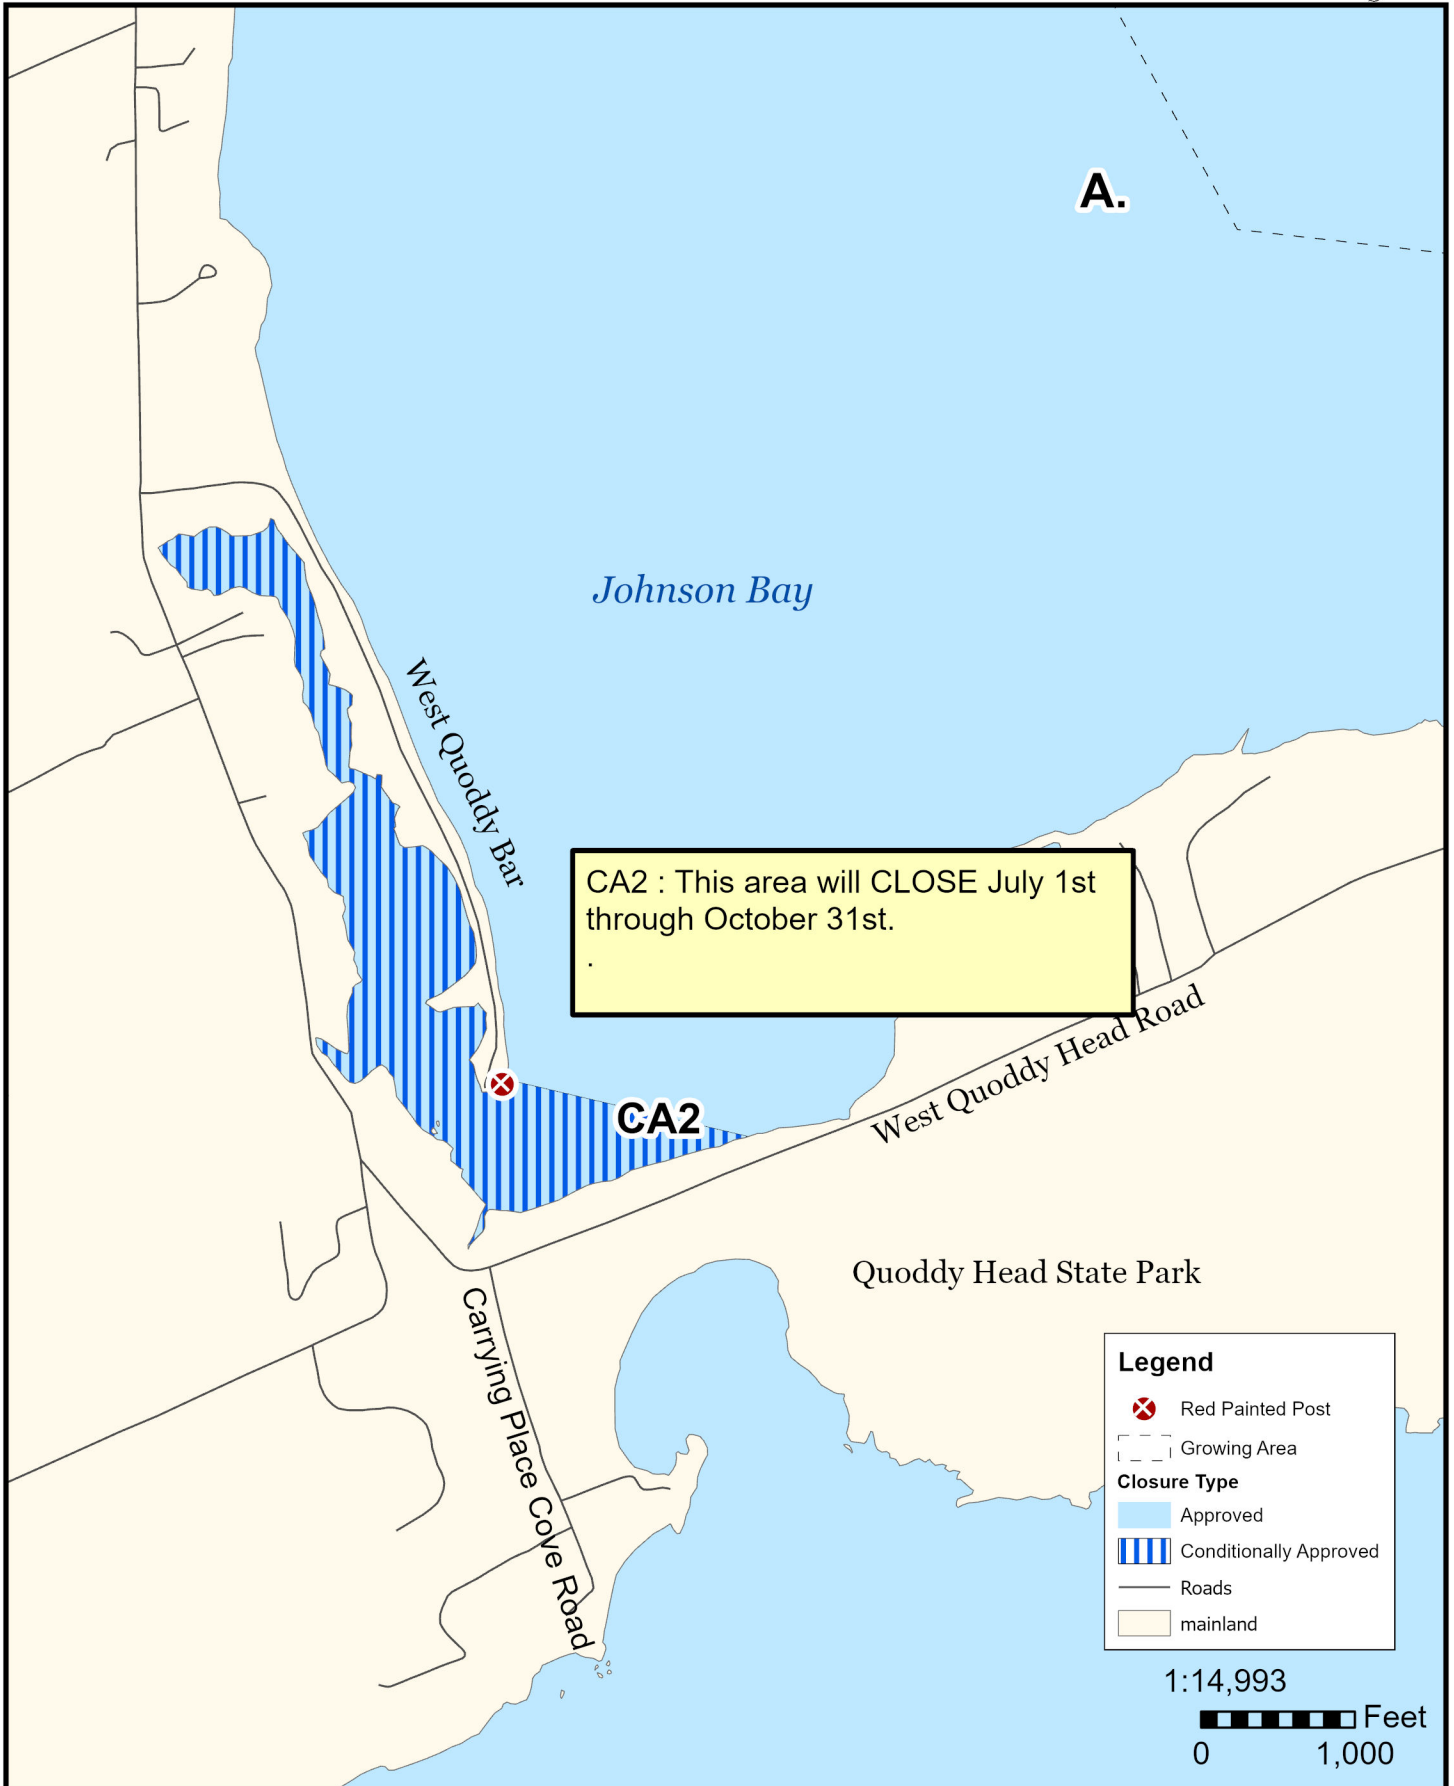 A.
Johnson Bay
West Quoddy Bar
CA2 : This area will CLOSE July 1st
through October 31st.
.
West Quoddy Head Road
CA2
Quoddy Head State Park
Carrying Place Cove Road
Legend
Red Painted Post
Growing Area
Closure Type
Approved
Conditionally Approved
Roads
mainland
1:14,993
Feet
0 1,000